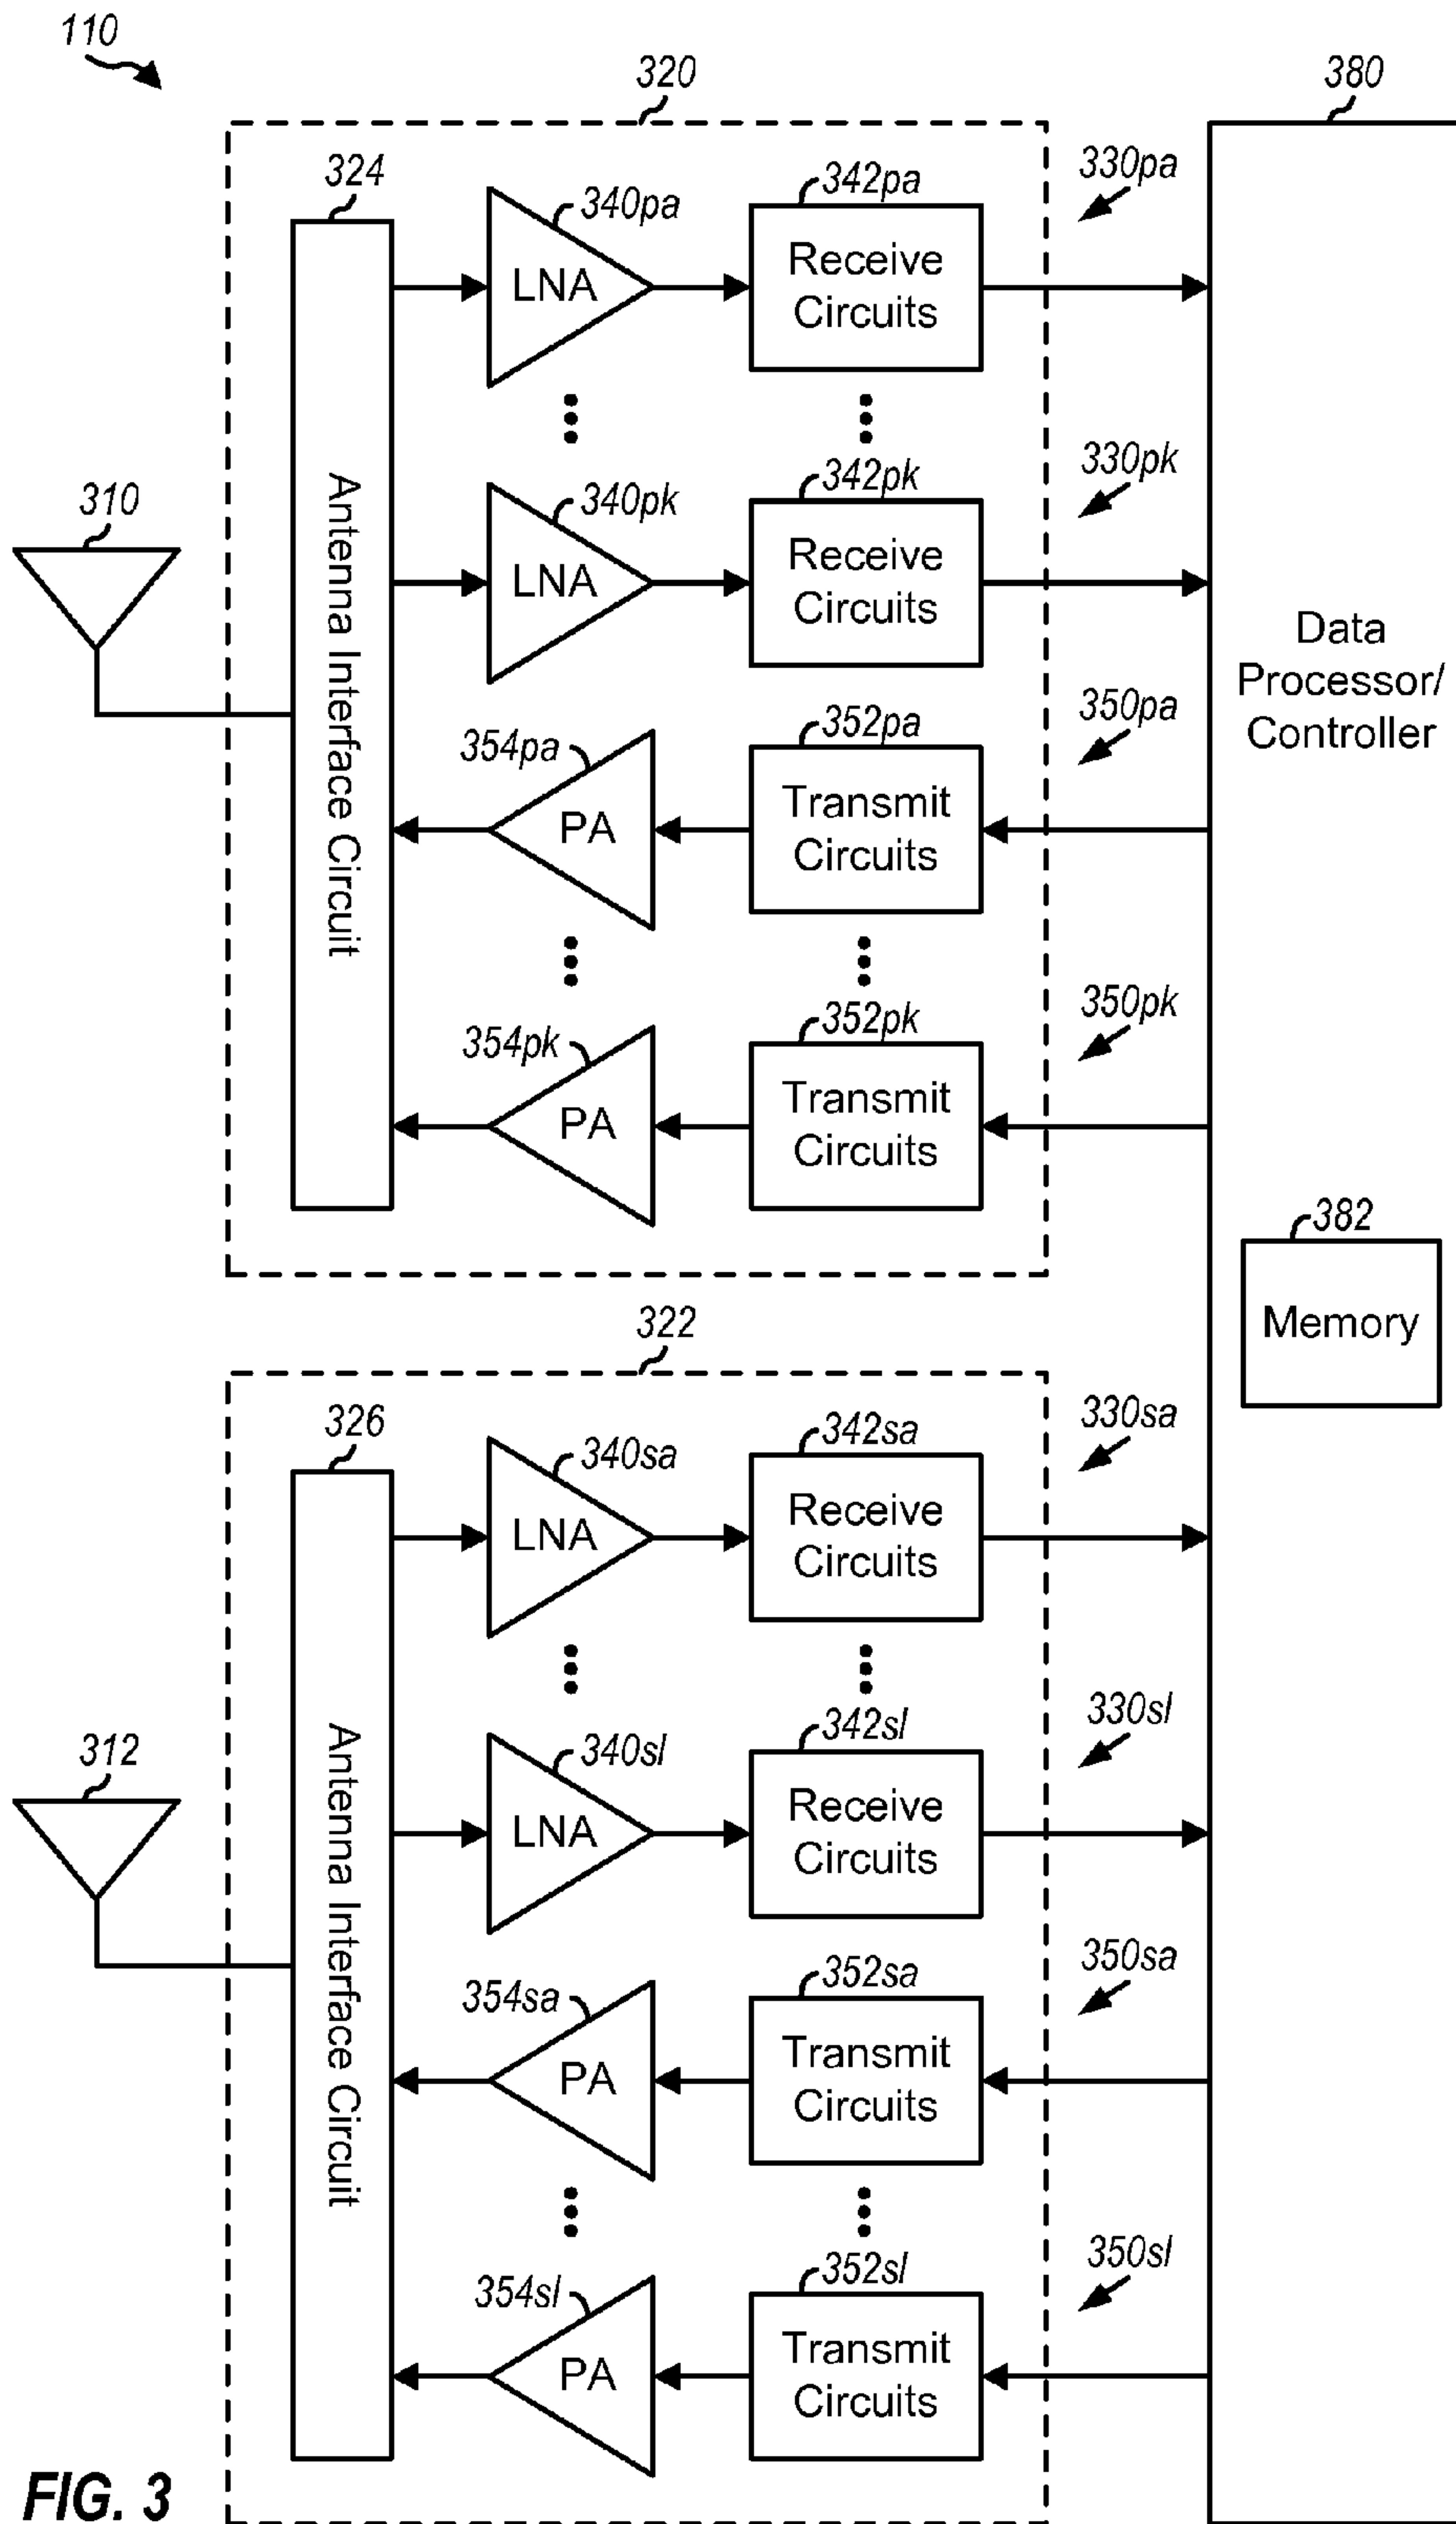 110
320
380
324
340pa
342pa
330pa
LNA
Receive
Circuits
310
340pk
342pk
330pk
LNA
Receive
Circuits
Antenna Interface Circuit
Data
Processor/
Controller
354pa
352pa
350pa
PA
Transmit
Circuits
354pk
352pk
350pk
PA
Transmit
Circuits
382
Memory
322
326
340sa
342sa
330sa
LNA
Receive
Circuits
312
340sl
342sl
330sl
LNA
Receive
Circuits
Antenna Interface Circuit
354sa
352sa
350sa
PA
Transmit
Circuits
354sl
352sl
350sl
PA
Transmit
Circuits
FIG. 3